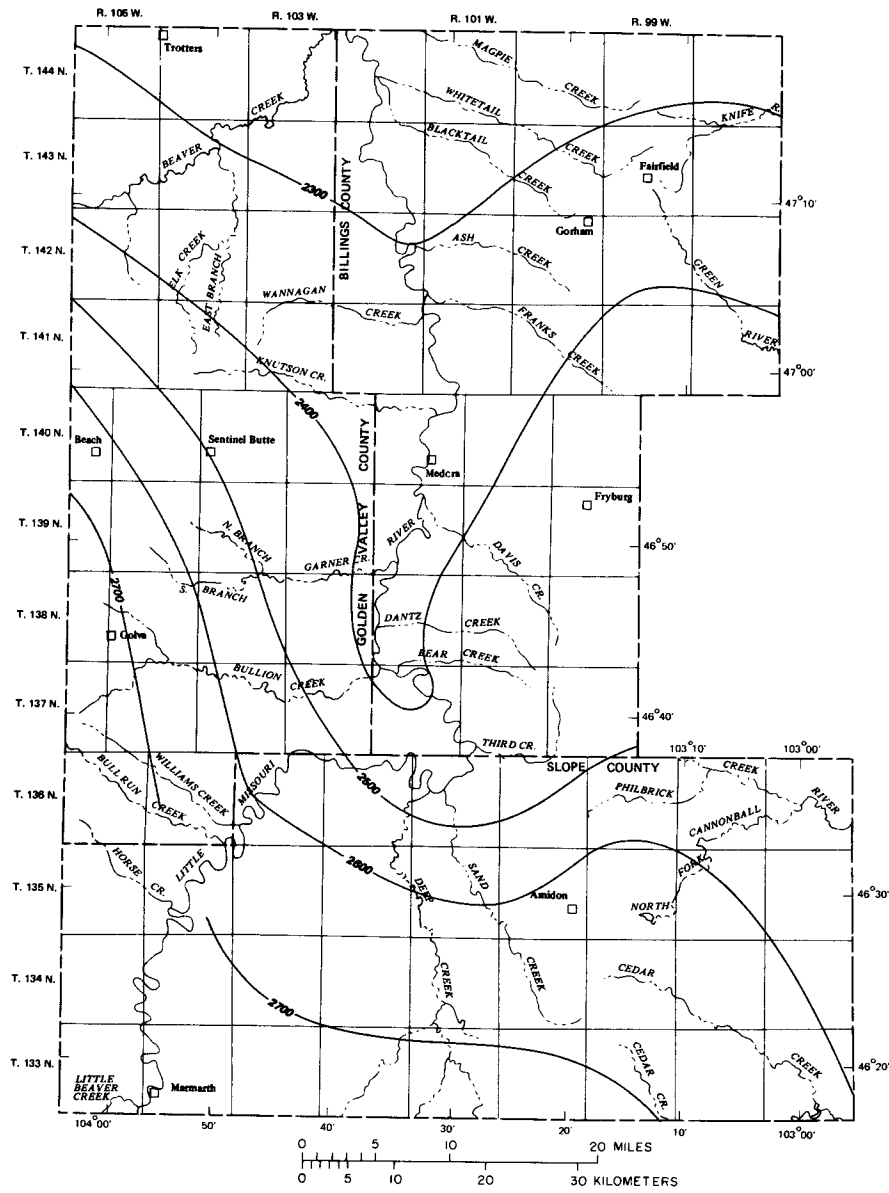 R. 105 W.
R. 103 W.
R. 101 W.
R. 99 W.
T. 144 N.
Trotters
MAGPIE CREEK
WHITETAIL CREEK
BLACKTAIL CREEK
KNIFE R.
BEAVER CREEK
T. 143 N.
Fairfield
2300
BILLINGS COUNTY
47°10'
Gorham
T. 142 N.
ELK CREEK
EAST BRANCH
ASH CREEK
GREEN RIVER
WANNAGAN CREEK
FRANKS CREEK
T. 141 N.
KNUTSON CR.
47°00'
2400
T. 140 N.
Beach
Sentinel Butte
Medora
Fryburg
GOLDEN VALLEY COUNTY
T. 139 N.
N. BRANCH
GARNER CR.
RIVER
46°50'
DAVIS CR.
2700
S. BRANCH
T. 138 N.
Golva
DANTZ CREEK
BEAR CREEK
BULLION CREEK
T. 137 N.
46°40'
THIRD CR.
103°10'
103°00'
SLOPE COUNTY
CREEK
WILLIAMS CREEK
BULL RUN CREEK
T. 136 N.
LITTLE MISSOURI
2500
PHILBRICK
CANNONBALL RIVER
HORSE CR.
2600
SAND CREEK
DEEP CREEK
NORTH FORK
T. 135 N.
Amidon
46°30'
T. 134 N.
2700
CEDAR CREEK
T. 133 N.
CEDAR CR.
46°20'
LITTLE
BEAVER
CREEK
Marmarth
104°00'
50'
40'
30'
20'
10'
103°00'
0 5 10 20 MILES
0 5 10 20 30 KILOMETERS